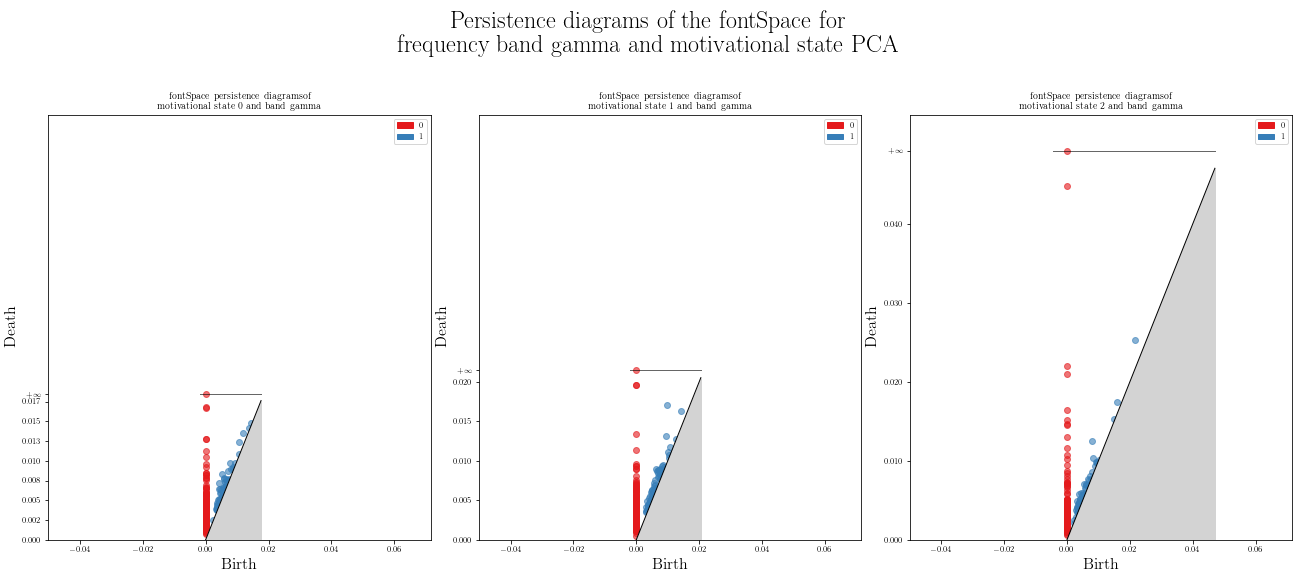 Persistence diagrams of the fontSpace for
frequency band gamma and motivational state PCA
fontSpace persistence diagramsof
motivational state 0 and band gamma
0
1
Death
+∞
0.017
0.015
0.013
0.010
0.008
0.005
0.002
0.000
−0.04 −0.02 0.00 0.02 0.04 0.06
Birth
fontSpace persistence diagramsof
motivational state 1 and band gamma
0
1
Death
+∞
0.020
0.015
0.010
0.005
0.000
−0.04 −0.02 0.00 0.02 0.04 0.06
Birth
fontSpace persistence diagramsof
motivational state 2 and band gamma
0
1
Death
+∞
0.040
0.030
0.020
0.010
0.000
−0.04 −0.02 0.00 0.02 0.04 0.06
Birth